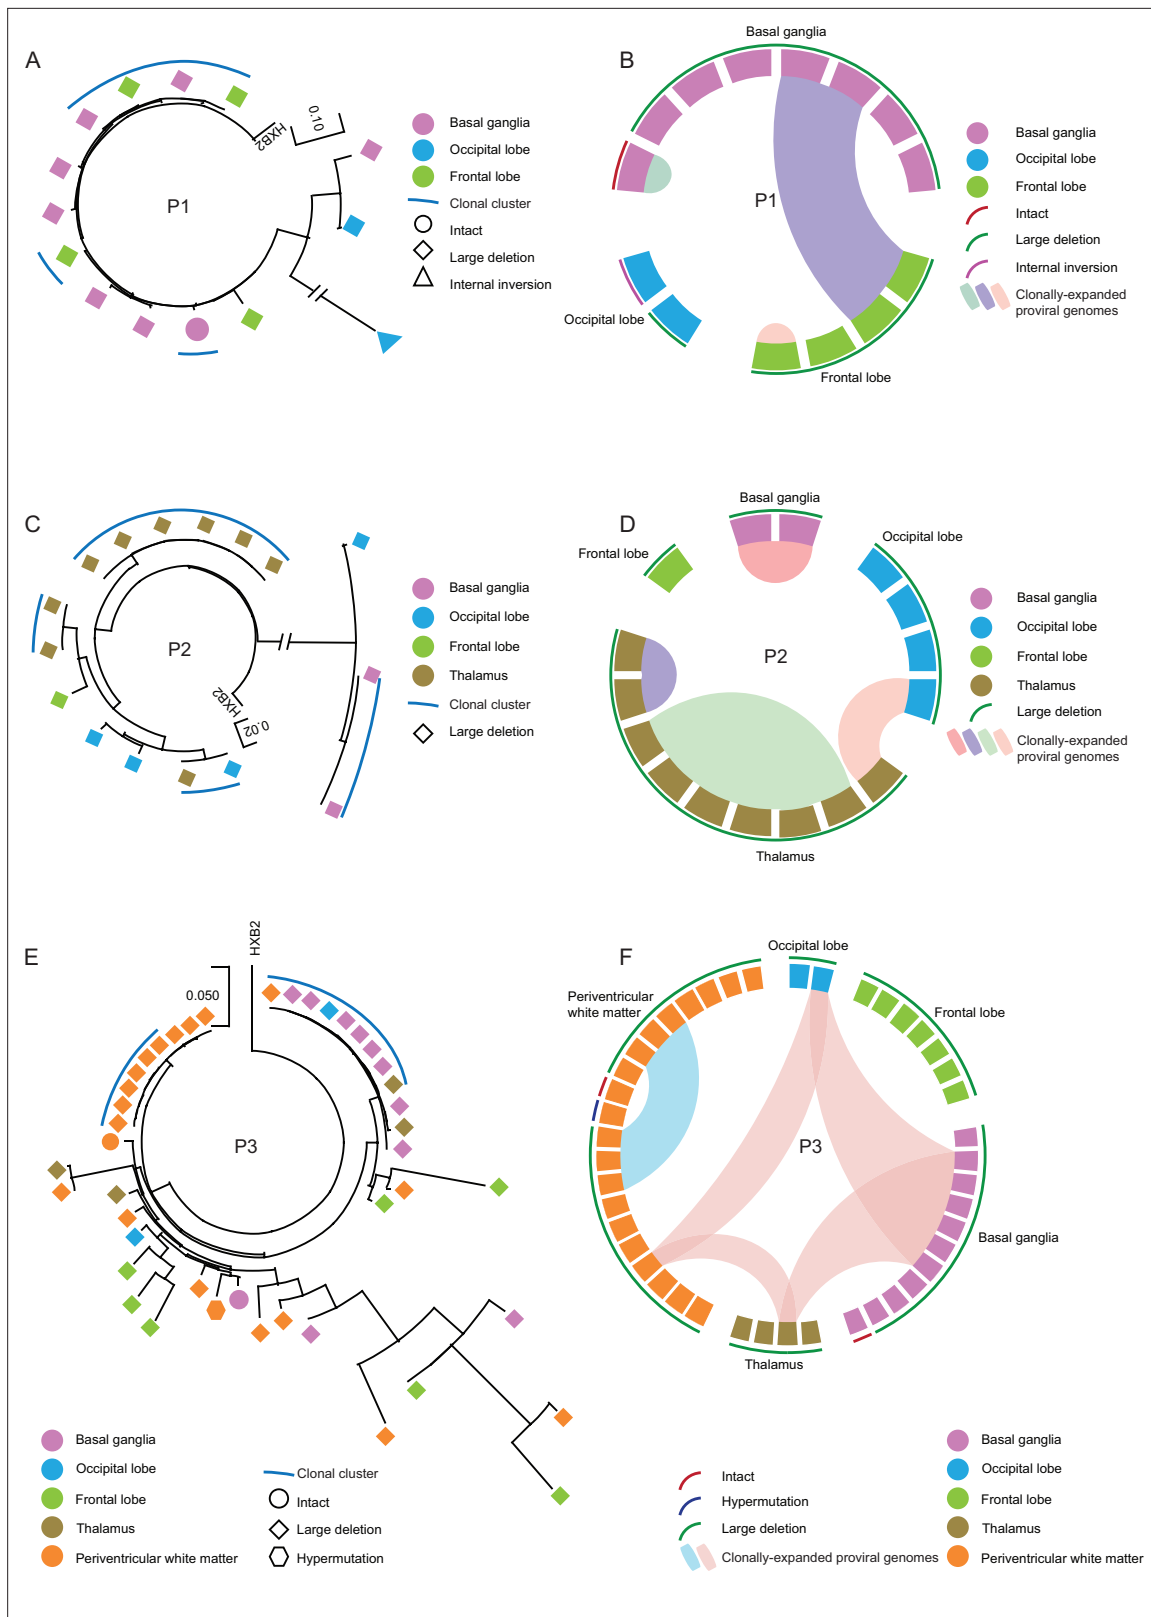 A
HXB2
0.10
P1
Basal ganglia
Occipital lobe
Frontal lobe
Clonal cluster
Intact
Large deletion
Internal inversion
B
Basal ganglia
P1
Occipital lobe
Frontal lobe
Basal ganglia
Occipital lobe
Frontal lobe
Intact
Large deletion
Internal inversion
Clonally-expanded
proviral genomes
C
P2
HXB2
0.02
Basal ganglia
Occipital lobe
Frontal lobe
Thalamus
Clonal cluster
Large deletion
D
Basal ganglia
Frontal lobe
Occipital lobe
P2
Thalamus
Basal ganglia
Occipital lobe
Frontal lobe
Thalamus
Large deletion
Clonally-expanded
proviral genomes
E
HXB2
0.050
P3
Basal ganglia
Occipital lobe
Frontal lobe
Thalamus
Periventricular white matter
Clonal cluster
Intact
Large deletion
Hypermutation
F
Occipital lobe
Periventricular
white matter
Frontal lobe
P3
Basal ganglia
Thalamus
Intact
Hypermutation
Large deletion
Clonally-expanded proviral genomes
Basal ganglia
Occipital lobe
Frontal lobe
Thalamus
Periventricular white matter